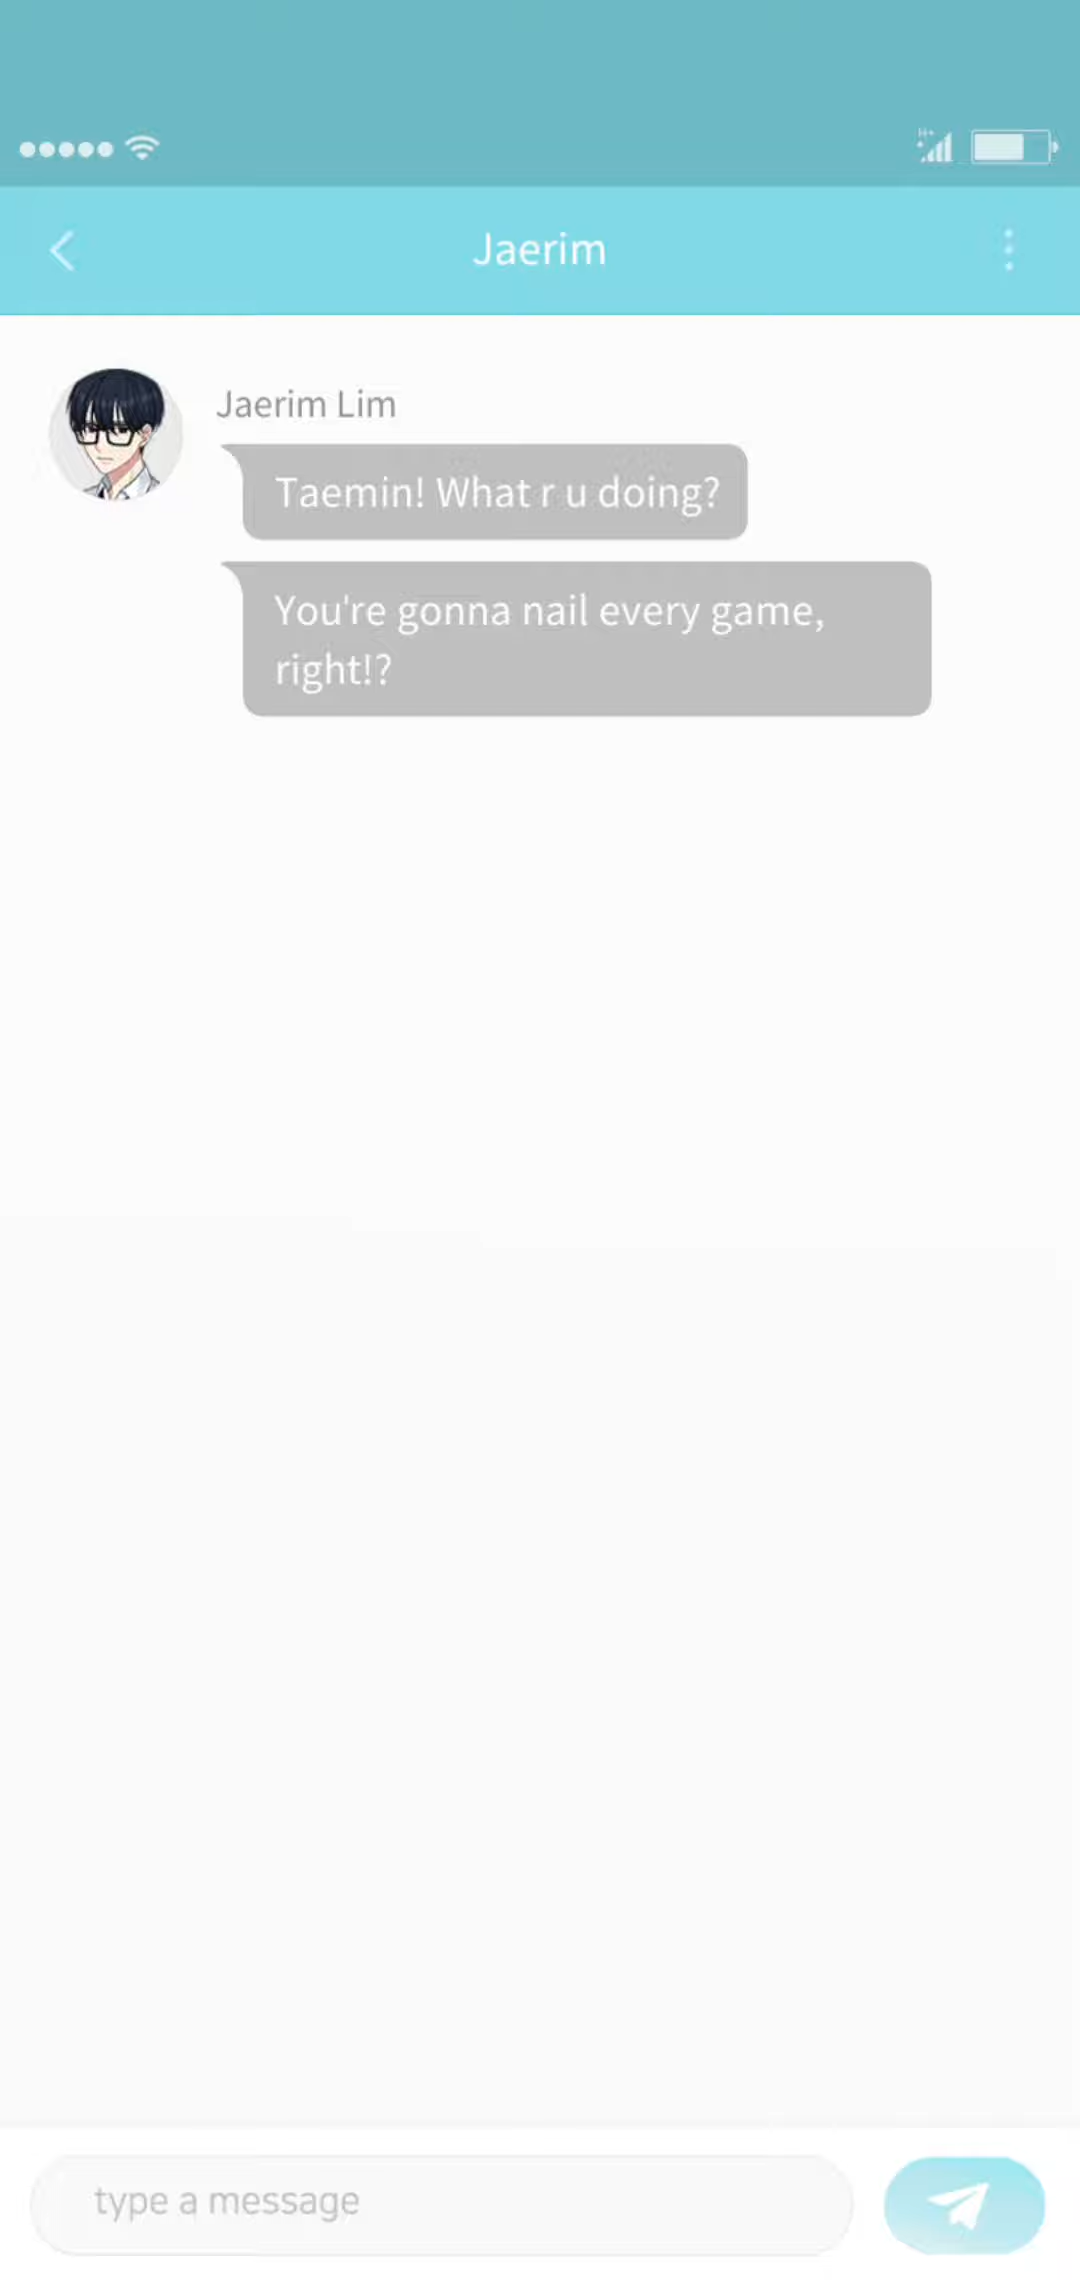 Jaerim
Jaerim Lim
Taemin! What r u doing?
You're gonna nail every game,
right!?
type a message